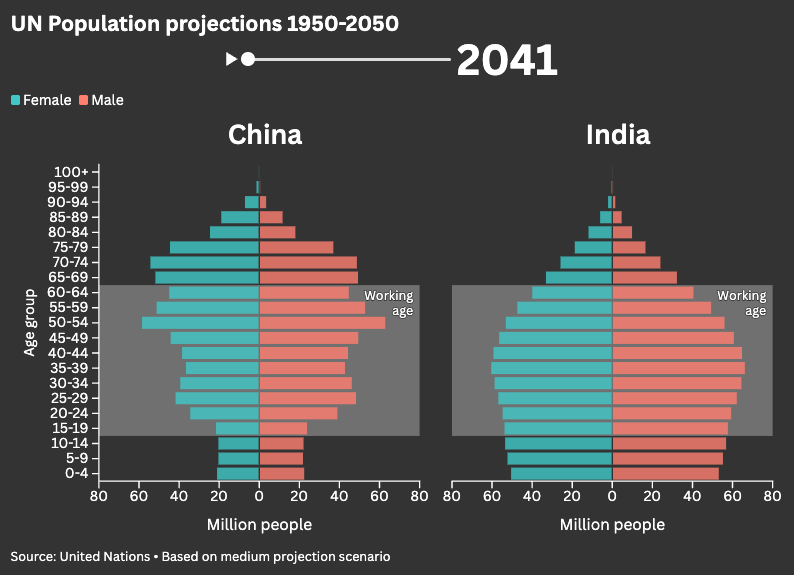 UN Population projections 1950-2050
2041
Female Male
China
India
100+
95-99
90-94
85-89
80-84
75-79
70-74
65-69
60-64
55-59
50-54
45-49
40-44
35-39
30-34
25-29
20-24
15-19
10-14
5-9
0-4
Age group
Working
age
Working
age
80 60 40 20 0 20 40 60 80
80 60 40 20 0 20 40 60 80
Million people
Million people
Source: United Nations • Based on medium projection scenario